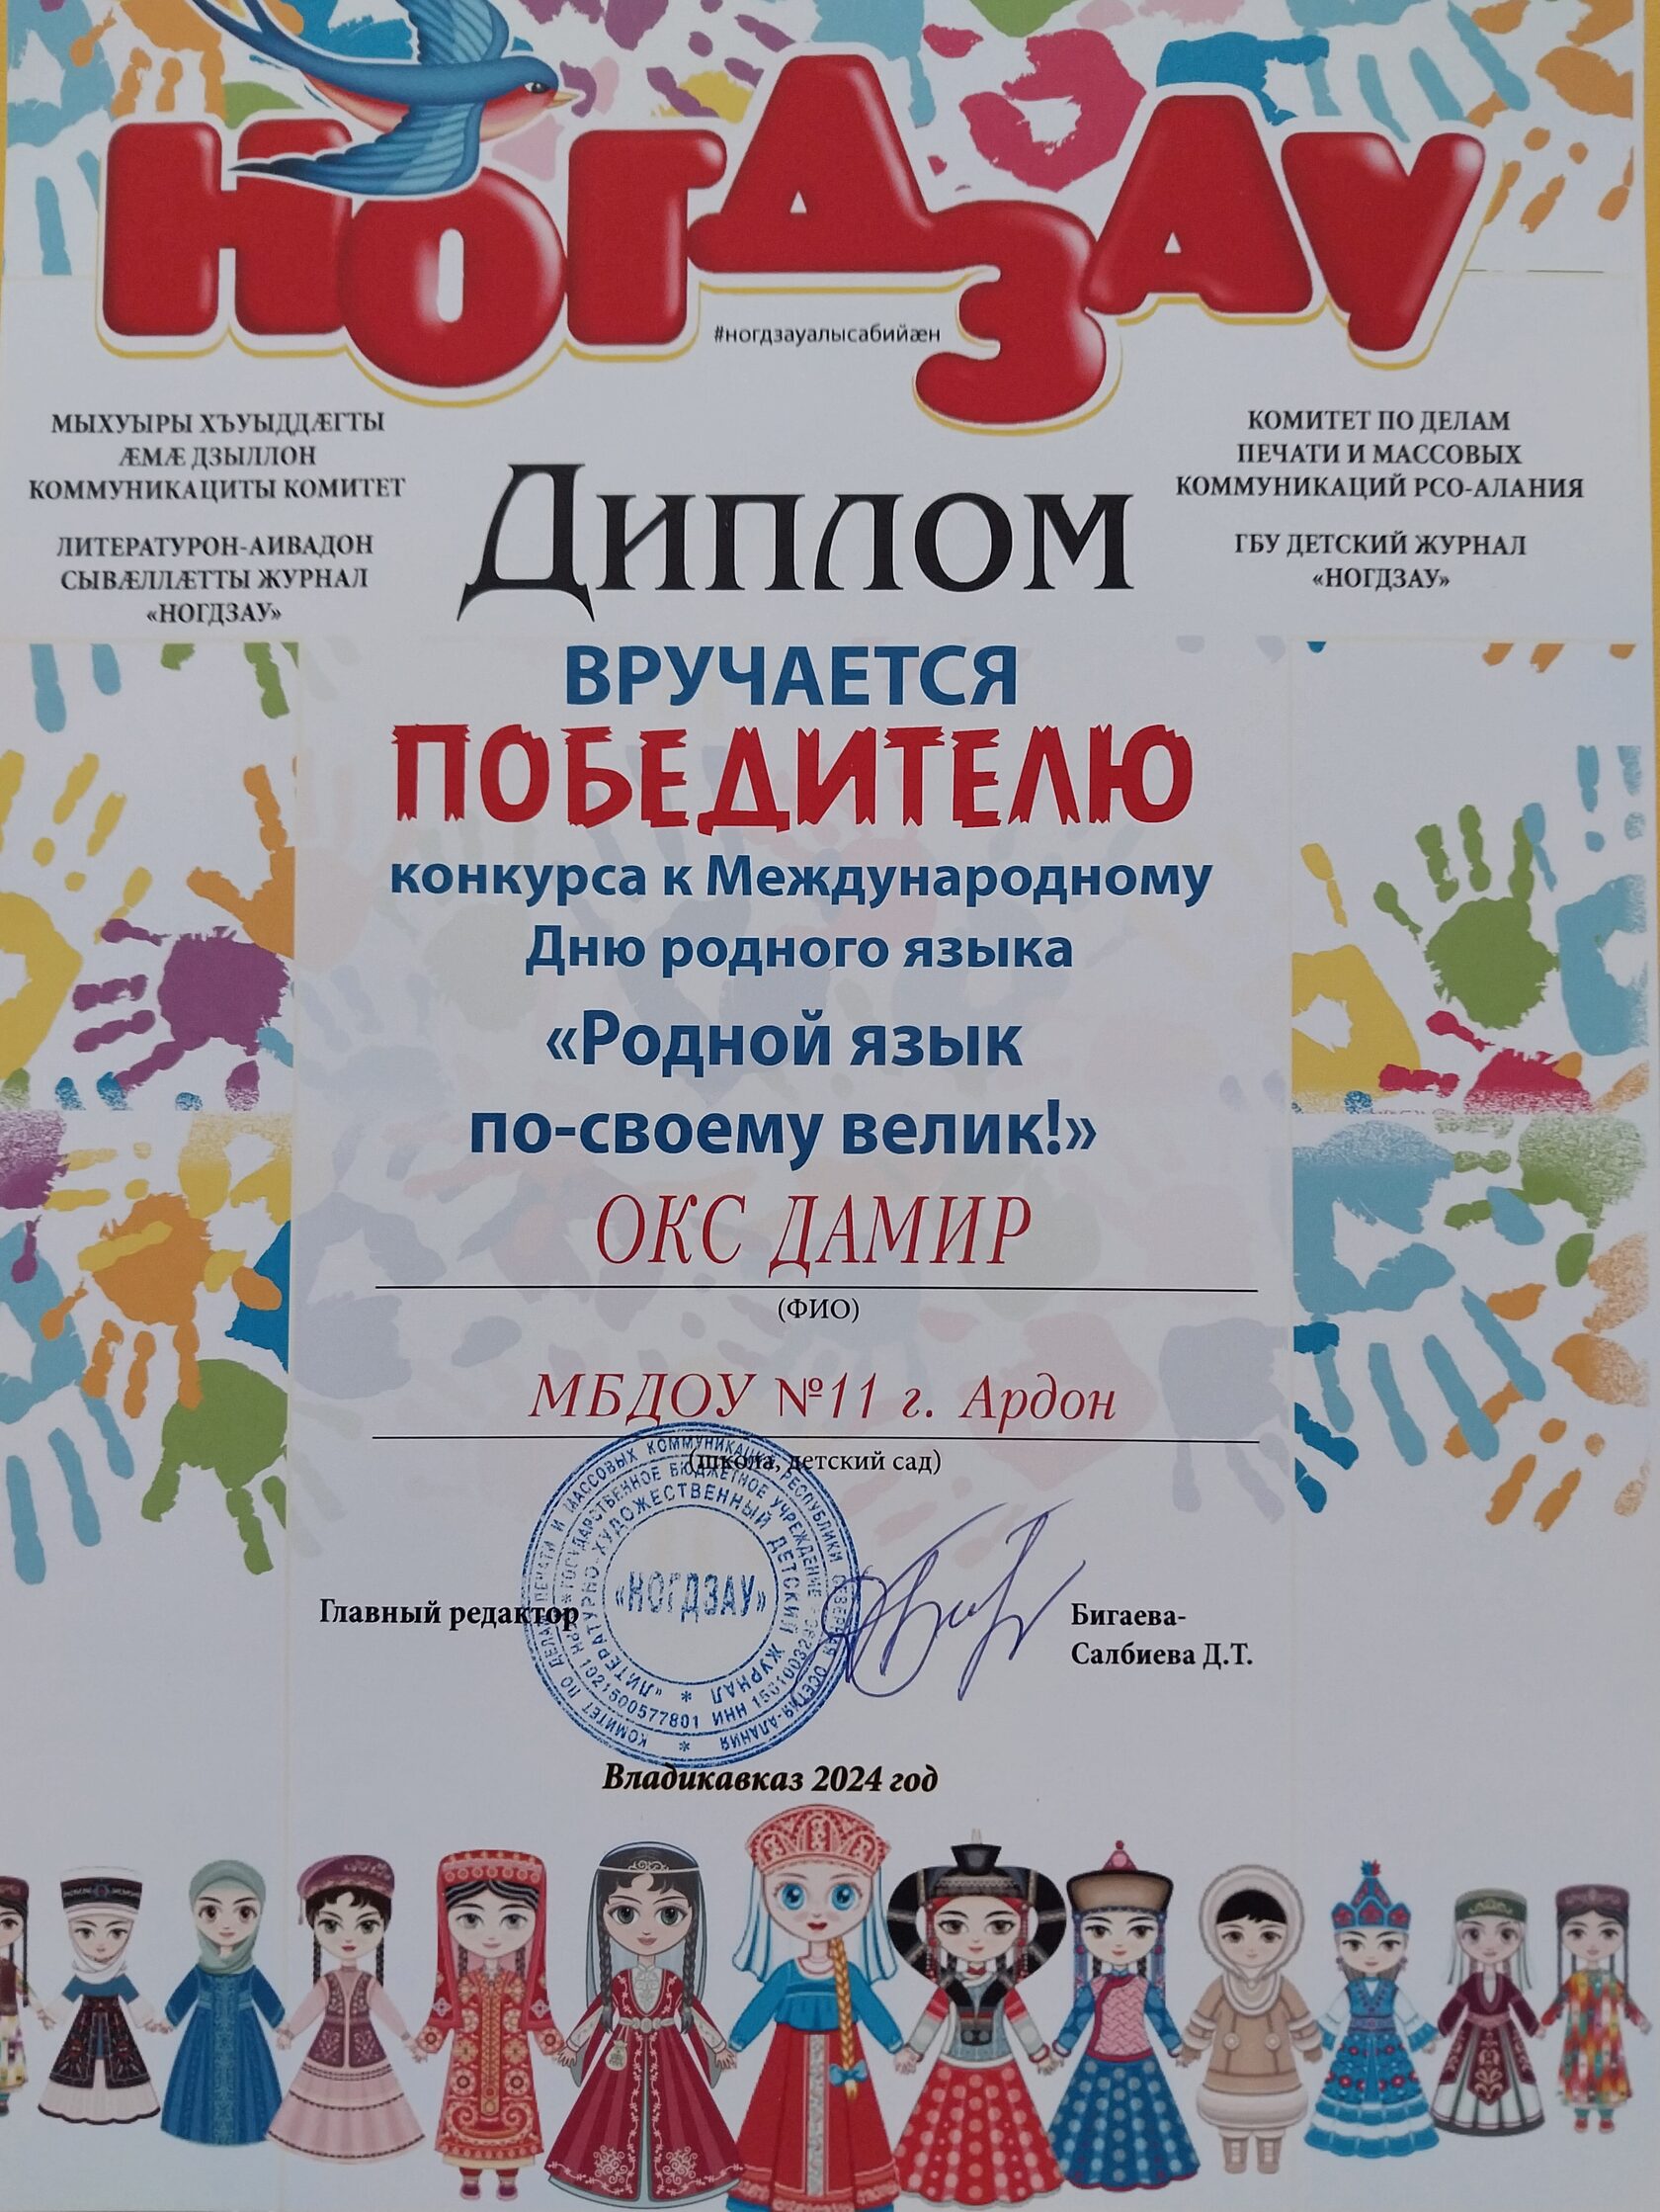 НОГДЗАУ
#ногдзауалысабийæн
МЫХУЫРЫ ХЪУЫДДÆГТЫ
ÆМÆ ДЗЫЛЛОН
КОММУНИКАЦИТЫ КОМИТЕТ
ЛИТЕРАТУРОН-АИВАДОН
СЫВÆЛЛÆТТЫ ЖУРНАЛ
«НОГДЗАУ»
КОМИТЕТ ПО ДЕЛАМ
ПЕЧАТИ И МАССОВЫХ
КОММУНИКАЦИЙ РСО-АЛАНИЯ
ГБУ ДЕТСКИЙ ЖУРНАЛ
«НОГДЗАУ»
Диплом
ВРУЧАЕТСЯ
ПОБЕДИТЕЛЮ
конкурса к Международному
Дню родного языка
«Родной язык
по-своему велик!»
ОКС ДАМИР
(ФИО)
МБДОУ №11 г. Ардон
(школа, детский сад)
Главный редактор
Бигаева-
Салбиева Д.Т.
КОМИТЕТ ПО ДЕЛАМ ПЕЧАТИ И МАССОВЫХ КОММУНИКАЦИЙ РЕСПУБЛИКИ СЕВЕРНАЯ ОСЕТИЯ-АЛАНИЯ
ГОСУДАРСТВЕННОЕ БЮДЖЕТНОЕ УЧРЕЖДЕНИЕ
1021500577801 ИНН
"ЛИТЕРАТУРНО-ХУДОЖЕСТВЕННЫЙ ДЕТСКИЙ ЖУРНАЛ
«НОГДЗАУ»
Владикавказ 2024 год